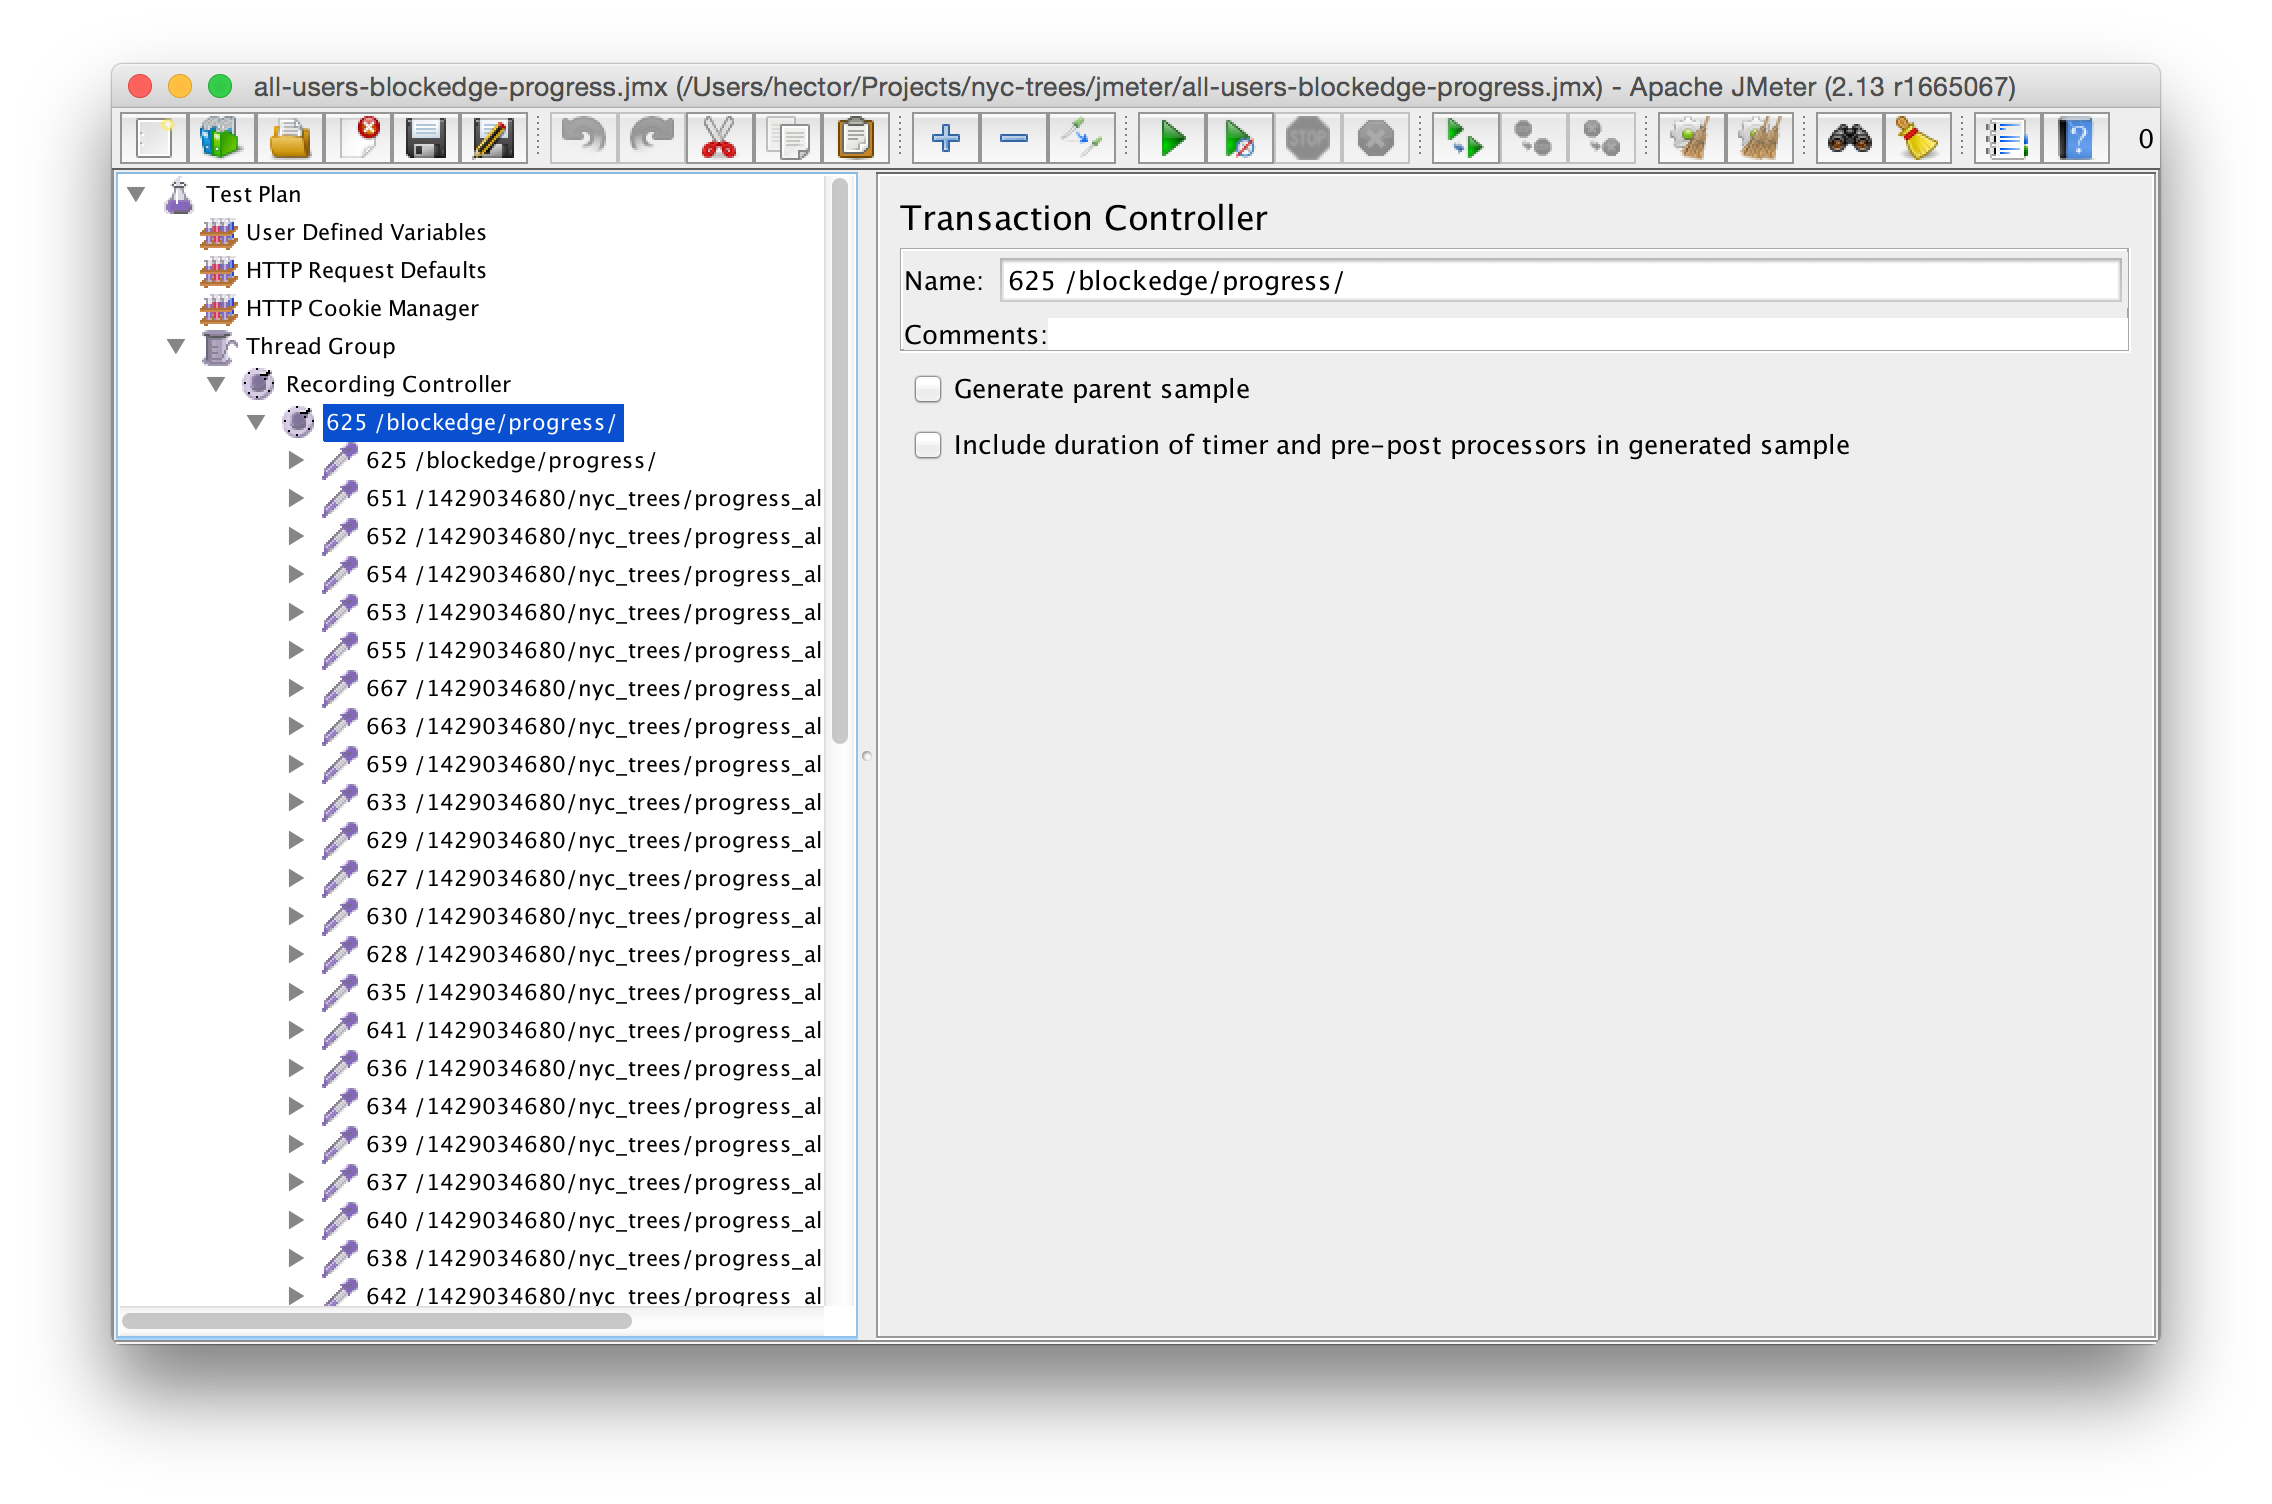 all-users-blockedge-progress.jmx (/Users/hector/Projects/nyc-trees/jmeter/all-users-blockedge-progress.jmx) - Apache JMeter (2.13 r1665067)
STOP
?
0
Test Plan
User Defined Variables
HTTP Request Defaults
HTTP Cookie Manager
Thread Group
Recording Controller
625 /blockedge/progress/
625 /blockedge/progress/
651 /1429034680/nyc_trees/progress_al
652 /1429034680/nyc_trees/progress_al
654 /1429034680/nyc_trees/progress_al
653 /1429034680/nyc_trees/progress_al
655 /1429034680/nyc_trees/progress_al
667 /1429034680/nyc_trees/progress_al
663 /1429034680/nyc_trees/progress_al
659 /1429034680/nyc_trees/progress_al
633 /1429034680/nyc_trees/progress_al
629 /1429034680/nyc_trees/progress_al
627 /1429034680/nyc_trees/progress_al
630 /1429034680/nyc_trees/progress_al
628 /1429034680/nyc_trees/progress_al
635 /1429034680/nyc_trees/progress_al
641 /1429034680/nyc_trees/progress_al
636 /1429034680/nyc_trees/progress_al
634 /1429034680/nyc_trees/progress_al
639 /1429034680/nyc_trees/progress_al
637 /1429034680/nyc_trees/progress_al
640 /1429034680/nyc_trees/progress_al
638 /1429034680/nyc_trees/progress_al
642 /1429034680/nyc_trees/progress_al
Transaction Controller
Name: 625 /blockedge/progress/
Comments:
Generate parent sample
Include duration of timer and pre-post processors in generated sample